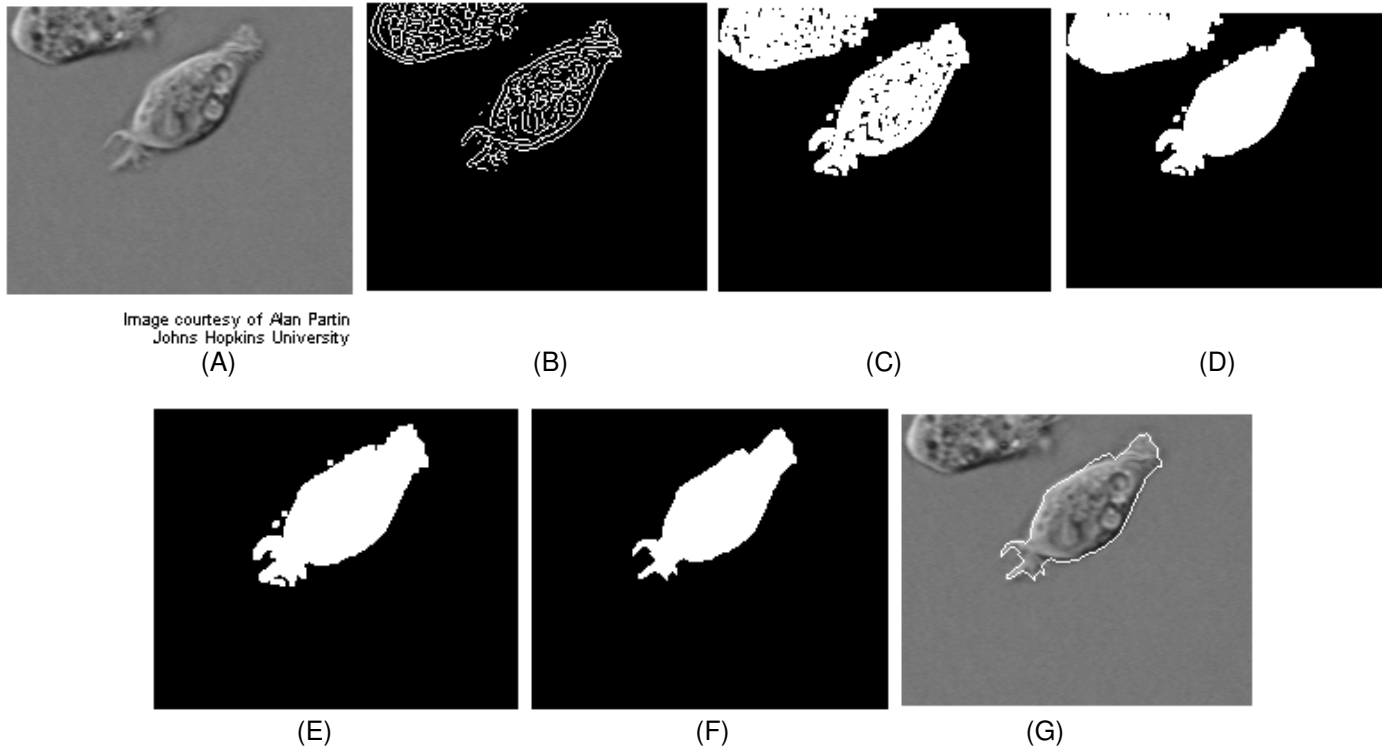 Image courtesy of Alan Partin
Johns Hopkins University
(A)
(B)
(C)
(D)
(E)
(F)
(G)